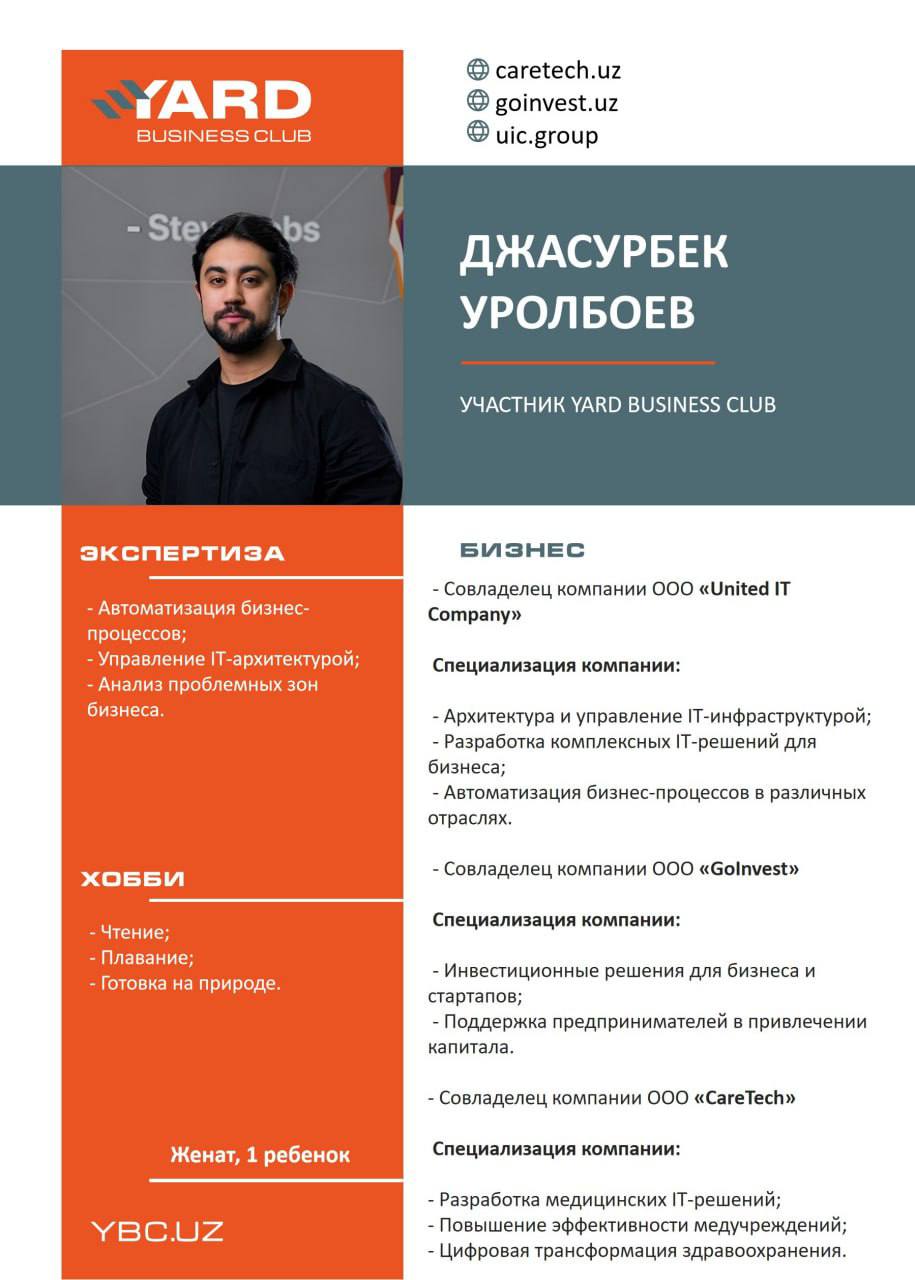 YARD
BUSINESS CLUB
caretech.uz
goinvest.uz
uic.group
- Steve Jobs
ДЖАСУРБЕК
УРОЛБОЕВ
УЧАСТНИК YARD BUSINESS CLUB
ЭКСПЕРТИЗА
- Автоматизация бизнес-
процессов;
- Управление IT-архитектурой;
- Анализ проблемных зон
бизнеса.
ХОББИ
- Чтение;
- Плавание;
- Готовка на природе.
Женат, 1 ребенок
YBC.UZ
БИЗНЕС
- Совладелец компании ООО «United IT
Company»
Специализация компании:
- Архитектура и управление IT-инфраструктурой;
- Разработка комплексных IT-решений для
бизнеса;
- Автоматизация бизнес-процессов в различных
отраслях.
- Совладелец компании ООО «GoInvest»
Специализация компании:
- Инвестиционные решения для бизнеса и
стартапов;
- Поддержка предпринимателей в привлечении
капитала.
- Совладелец компании ООО «CareTech»
Специализация компании:
- Разработка медицинских IT-решений;
- Повышение эффективности медучреждений;
- Цифровая трансформация здравоохранения.